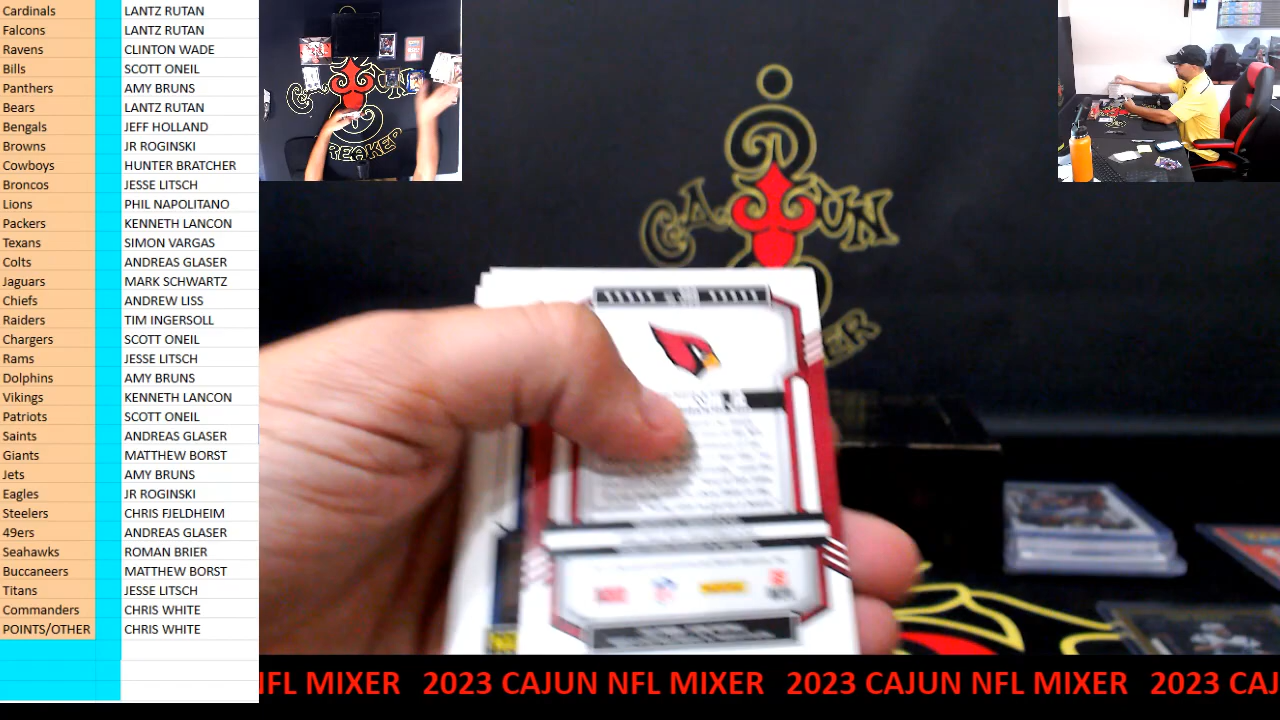 Cardinals LANTZ RUTAN
Falcons LANTZ RUTAN
Ravens CLINTON WADE
Bills SCOTT ONEIL
Panthers AMY BRUNS
Bears LANTZ RUTAN
Bengals JEFF HOLLAND
Browns JR ROGINSKI
Cowboys HUNTER BRATCHER
Broncos JESSE LITSCH
Lions PHIL NAPOLITANO
Packers KENNETH LANCON
Texans SIMON VARGAS
Colts ANDREAS GLASER
Jaguars MARK SCHWARTZ
Chiefs ANDREW LISS
Raiders TIM INGERSOLL
Chargers SCOTT ONEIL
Rams JESSE LITSCH
Dolphins AMY BRUNS
Vikings KENNETH LANCON
Patriots SCOTT ONEIL
Saints ANDREAS GLASER
Giants MATTHEW BORST
Jets AMY BRUNS
Eagles JR ROGINSKI
Steelers CHRIS FJELDHEIM
49ers ANDREAS GLASER
Seahawks ROMAN BRIER
Buccaneers MATTHEW BORST
Titans JESSE LITSCH
Commanders CHRIS WHITE
POINTS/OTHER CHRIS WHITE
REAKER
CAJUN
ER
NFL MIXER 2023 CAJUN NFL MIXER 2023 CAJUN NFL MIXER 2023 CAJ